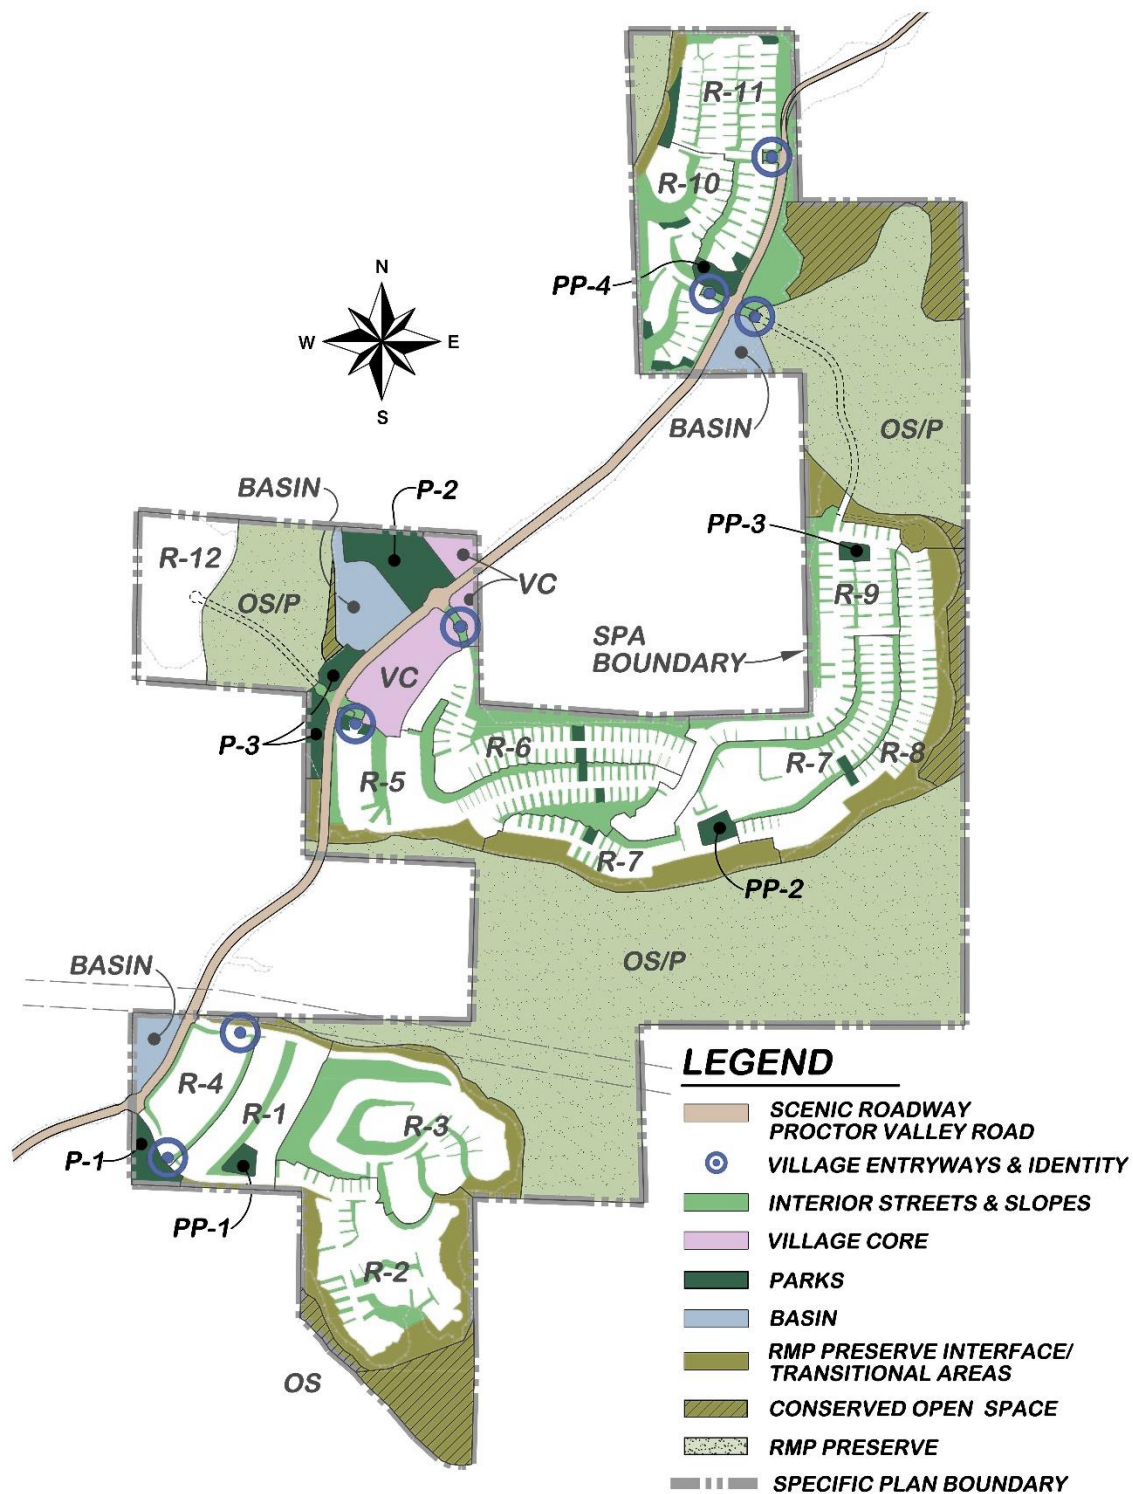 R-11
R-10
PP-4
N
W E
S
BASIN
OS/P
BASIN
P-2
PP-3
R-12
OS/P
VC
R-9
SPA
BOUNDARY
VC
P-3
R-6
R-5
R-7
R-8
R-7
PP-2
BASIN
OS/P
R-4
R-1
R-3
P-1
PP-1
R-2
OS
LEGEND
SCENIC ROADWAY
PROCTOR VALLEY ROAD
VILLAGE ENTRYWAYS & IDENTITY
INTERIOR STREETS & SLOPES
VILLAGE CORE
PARKS
BASIN
RMP PRESERVE INTERFACE/
TRANSITIONAL AREAS
CONSERVED OPEN SPACE
RMP PRESERVE
SPECIFIC PLAN BOUNDARY